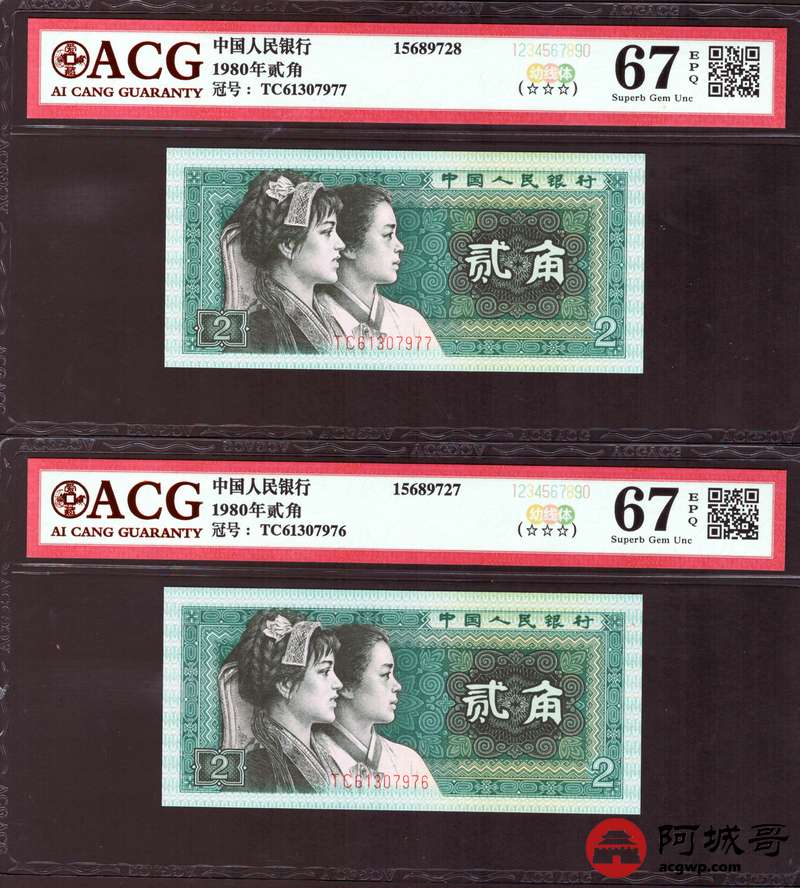 ACG
AI CANG GUARANTY
中国人民银行
1980年贰角
冠号： TC61307977
15689728
1234567890
幼线体
(☆☆☆)
67
EPQ
Superb Gem Unc
中国人民银行
贰角
2
TC61307977
2
ACG
AI CANG GUARANTY
中国人民银行
1980年贰角
冠号： TC61307976
15689727
1234567890
幼线体
(☆☆☆)
67
EPQ
Superb Gem Unc
中国人民银行
贰角
2
TC61307976
2
阿城哥
acgwp.com